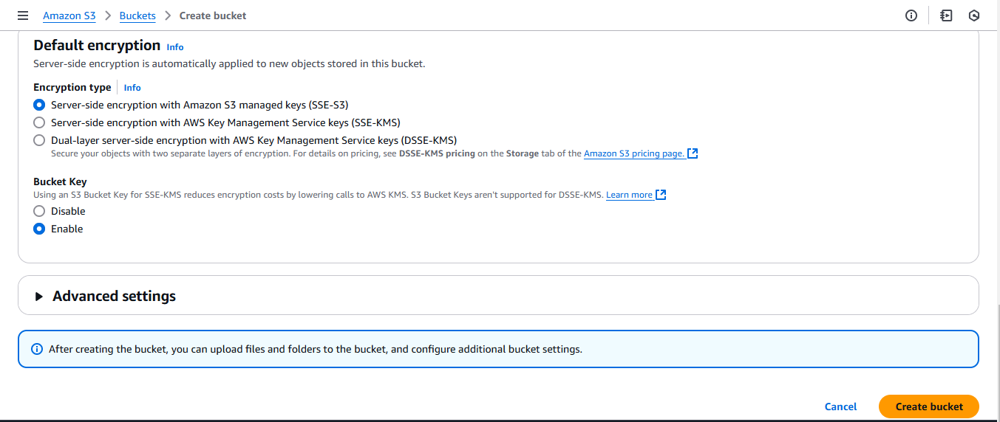 Amazon S3 > Buckets > Create bucket
Default encryption Info
Server-side encryption is automatically applied to new objects stored in this bucket.
Encryption type Info
Server-side encryption with Amazon S3 managed keys (SSE-S3)
Server-side encryption with AWS Key Management Service keys (SSE-KMS)
Dual-layer server-side encryption with AWS Key Management Service keys (DSSE-KMS)
Secure your objects with two separate layers of encryption. For details on pricing, see DSSE-KMS pricing on the Storage tab of the Amazon S3 pricing page.
Bucket Key
Using an S3 Bucket Key for SSE-KMS reduces encryption costs by lowering calls to AWS KMS. S3 Bucket Keys aren't supported for DSSE-KMS. Learn more
Disable
Enable
Advanced settings
After creating the bucket, you can upload files and folders to the bucket, and configure additional bucket settings.
Cancel Create bucket